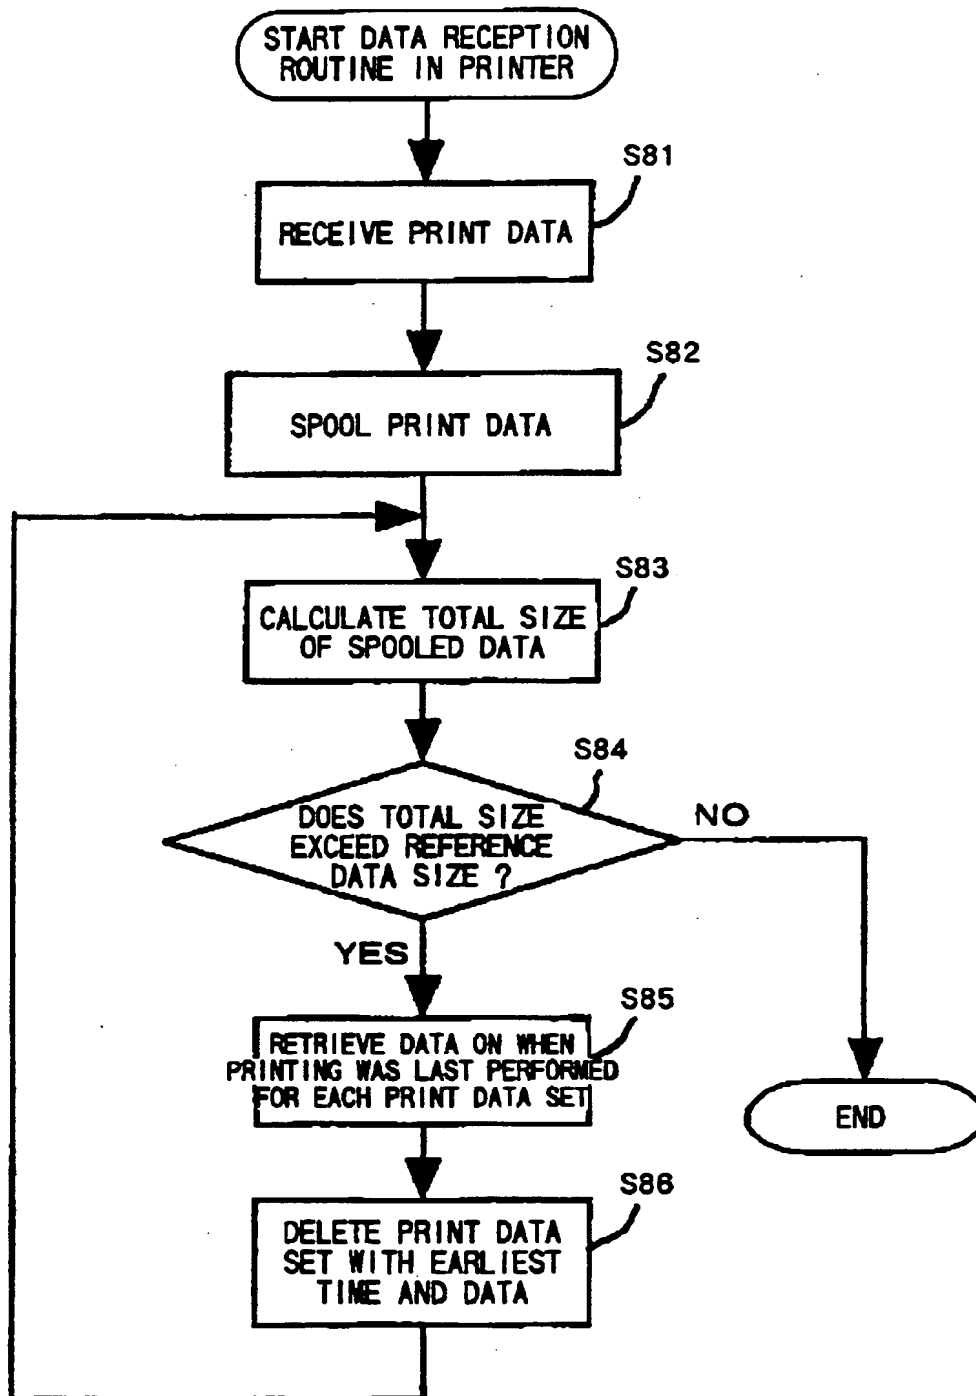 START DATA RECEPTION
ROUTINE IN PRINTER
S81
RECEIVE PRINT DATA
S82
SPOOL PRINT DATA
S83
CALCULATE TOTAL SIZE
OF SPOOLED DATA
S84
DOES TOTAL SIZE
EXCEED REFERENCE
DATA SIZE ?
NO
YES
S85
RETRIEVE DATA ON WHEN
PRINTING WAS LAST PERFORMED
FOR EACH PRINT DATA SET
END
S86
DELETE PRINT DATA
SET WITH EARLIEST
TIME AND DATA